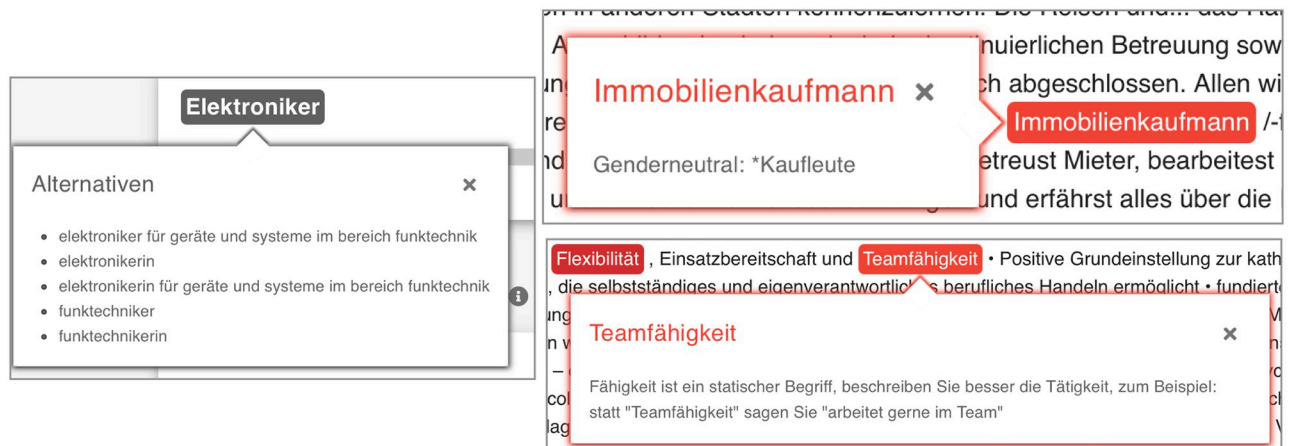 Elektroniker
Alternativen ×
• elektroniker für geräte und systeme im bereich funktechnik
• elektronikerin
• elektronikerin für geräte und systeme im bereich funktechnik
• funktechniker
• funktechnikerin
nuierlichen Betreuung sow
ch abgeschlossen. Allen wi
Immobilienkaufmann ×
Immobilienkaufmann /-f
Genderneutral: *Kaufleute
etreust Mieter, bearbeitest
und erfährst alles über die
Flexibilität , Einsatzbereitschaft und Teamfähigkeit • Positive Grundeinstellung zur kath
, die selbstständiges und eigenverantwortliches berufliches Handeln ermöglicht • fundiert
Teamfähigkeit ×
Fähigkeit ist ein statischer Begriff, beschreiben Sie besser die Tätigkeit, zum Beispiel:
statt "Teamfähigkeit" sagen Sie "arbeitet gerne im Team"